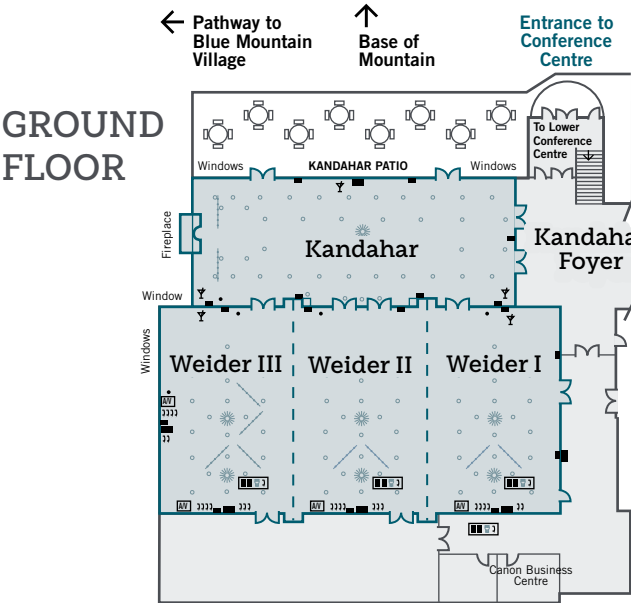 Pathway to
Blue Mountain
Village
Base of
Mountain
Entrance to
Conference
Centre
GROUND
FLOOR
To Lower
Conference
Centre
Windows
KANDAHAR PATIO
Windows
Fireplace
Kandahar
Kandaha
Foyer
Window
Windows
Weider III
Weider II
Weider I
A/V
A/V
A/V
A/V
Canon Business
Centre